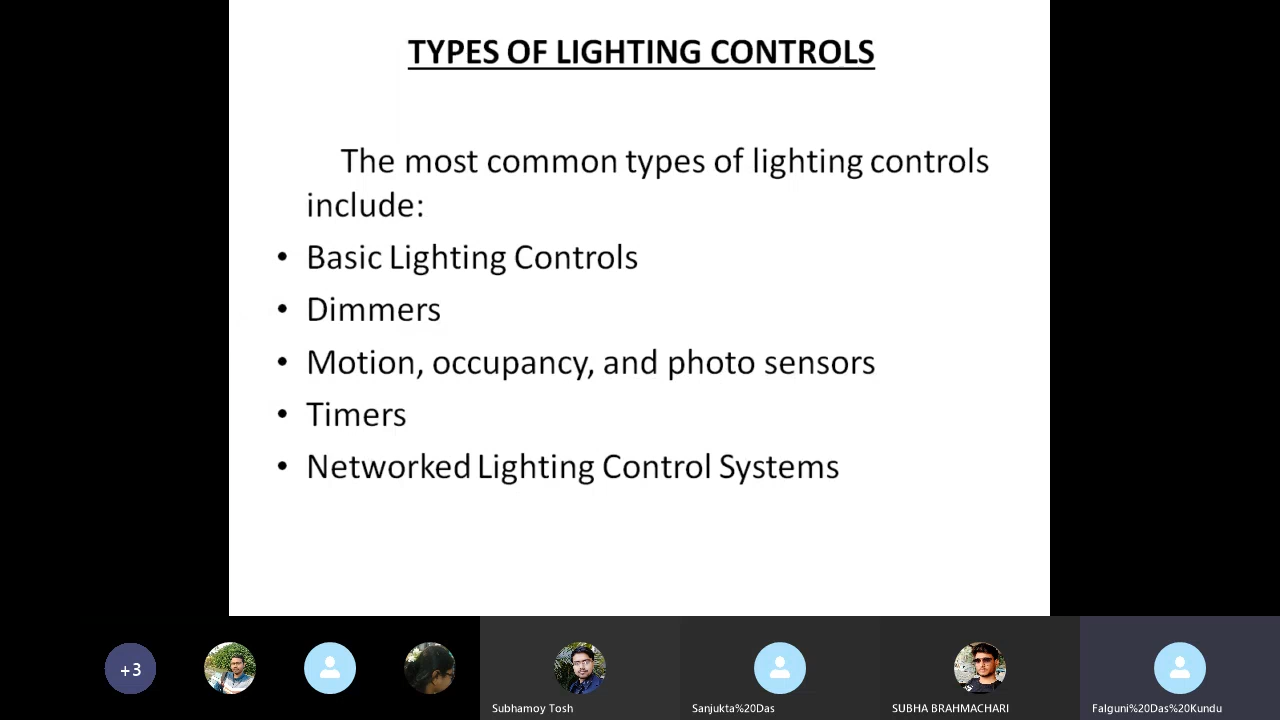 TYPES OF LIGHTING CONTROLS
The most common types of lighting controls
include:
• Basic Lighting Controls
• Dimmers
• Motion, occupancy, and photo sensors
• Timers
• Networked Lighting Control Systems
+3
Subhamoy Tosh
Sanjukta%20Das
SUBHA BRAHMACHARI
Falguni%20Das%20Kundu